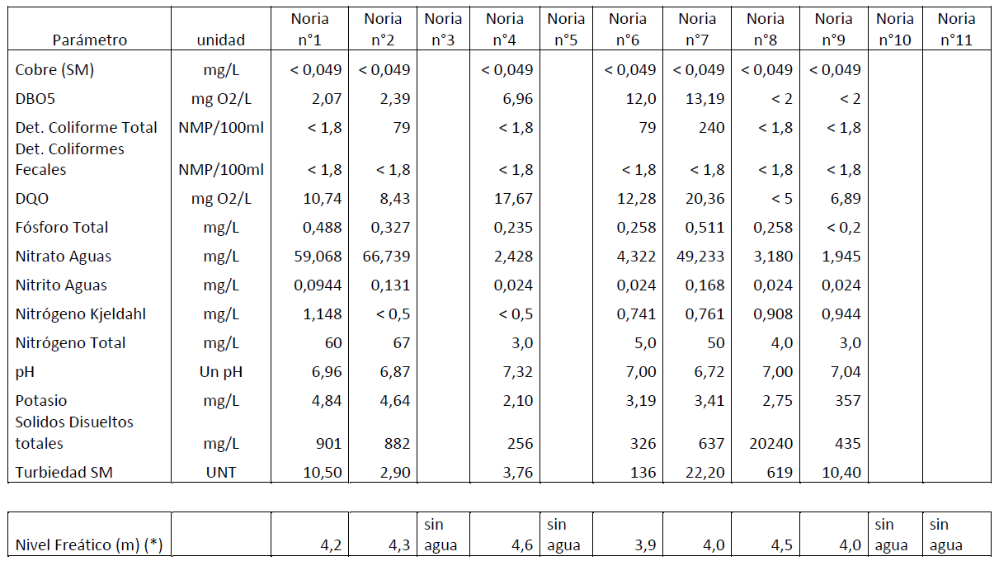 Parámetro unidad Noria n°1 Noria n°2 Noria n°3 Noria n°4 Noria n°5 Noria n°6 Noria n°7 Noria n°8 Noria n°9 Noria n°10 Noria n°11
Cobre (SM) mg/L < 0,049 < 0,049 < 0,049 < 0,049 < 0,049 < 0,049 < 0,049
DBO5 mg O2/L 2,07 2,39 6,96 12,0 13,19 < 2 < 2
Det. Coliforme Total NMP/100ml < 1,8 79 < 1,8 79 240 < 1,8 < 1,8
Det. Coliformes
Fecales NMP/100ml < 1,8 < 1,8 < 1,8 < 1,8 < 1,8 < 1,8 < 1,8
DQO mg O2/L 10,74 8,43 17,67 12,28 20,36 < 5 6,89
Fósforo Total mg/L 0,488 0,327 0,235 0,258 0,511 0,258 < 0,2
Nitrato Aguas mg/L 59,068 66,739 2,428 4,322 49,233 3,180 1,945
Nitrito Aguas mg/L 0,0944 0,131 0,024 0,024 0,168 0,024 0,024
Nitrógeno Kjeldahl mg/L 1,148 < 0,5 < 0,5 0,741 0,761 0,908 0,944
Nitrógeno Total mg/L 60 67 3,0 5,0 50 4,0 3,0
pH Un pH 6,96 6,87 7,32 7,00 6,72 7,00 7,04
Potasio mg/L 4,84 4,64 2,10 3,19 3,41 2,75 357
Solidos Disueltos
totales mg/L 901 882 256 326 637 20240 435
Turbiedad SM UNT 10,50 2,90 3,76 136 22,20 619 10,40
Nivel Freático (m) (*) 4,2 4,3 sin agua 4,6 sin agua 3,9 4,0 4,5 4,0 sin agua sin agua